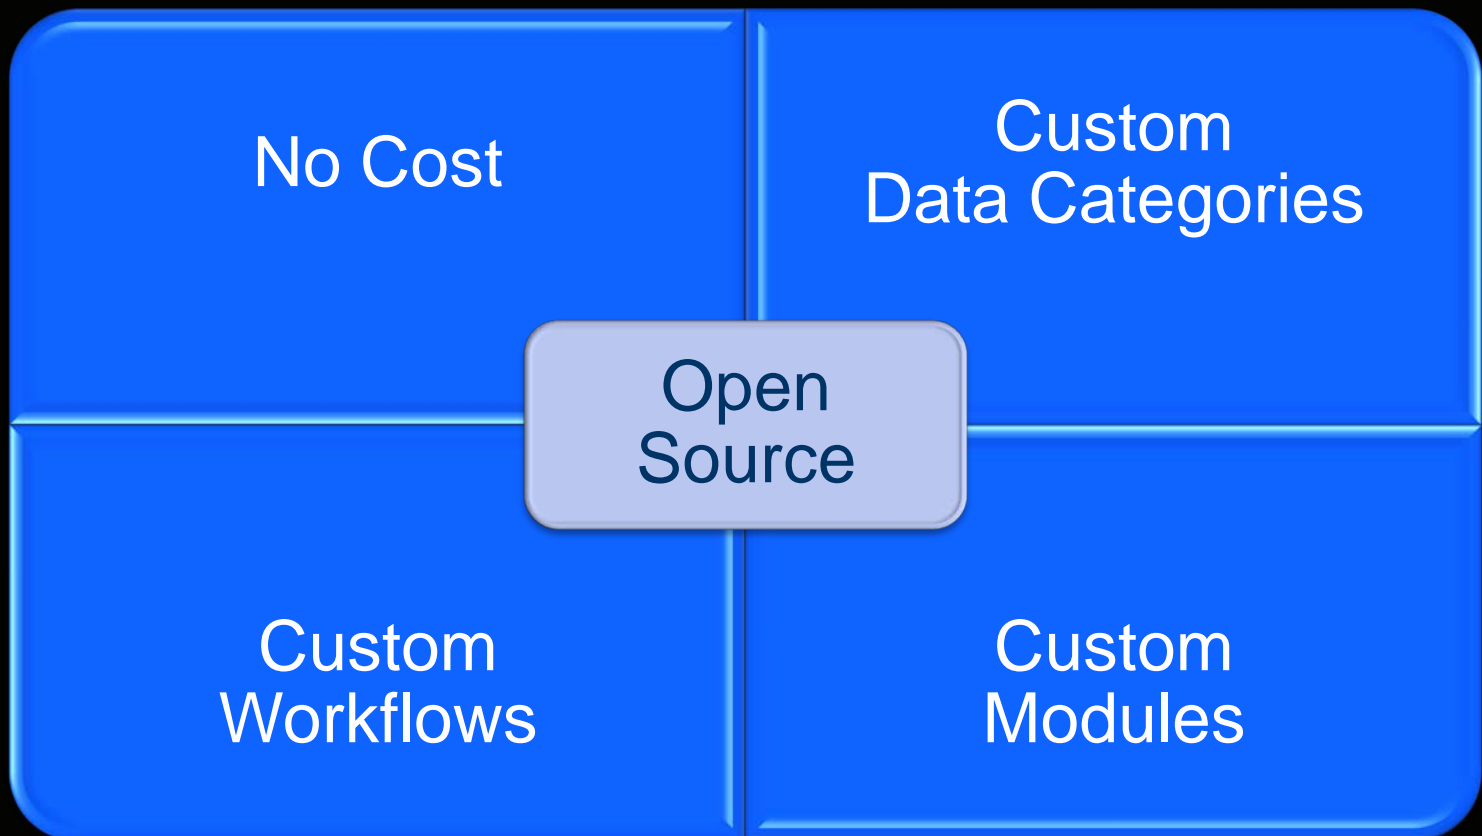 No Cost
Custom
Data Categories
Open
Source
Custom
Workflows
Custom
Modules